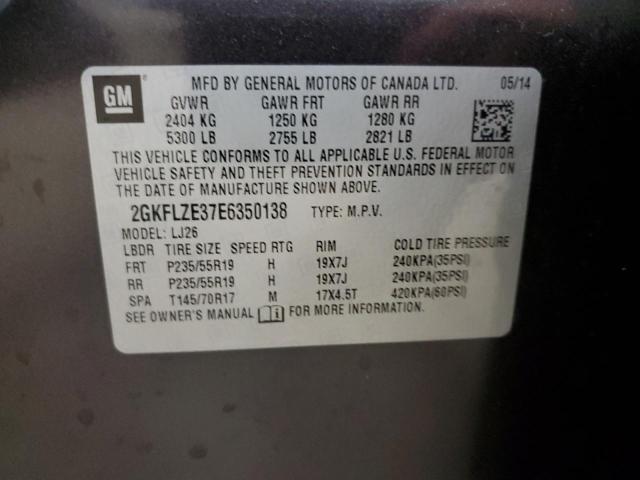 GM
MFD BY GENERAL MOTORS OF CANADA LTD. 05/14
GVWR GAWR FRT GAWR RR
2404 KG 1250 KG 1280 KG
5300 LB 2755 LB 2821 LB
THIS VEHICLE CONFORMS TO ALL APPLICABLE U.S. FEDERAL MOTOR
VEHICLE SAFETY AND THEFT PREVENTION STANDARDS IN EFFECT ON
THE DATE OF MANUFACTURE SHOWN ABOVE.
2GKFLZE37E6350138 TYPE: M.P.V.
MODEL: LJ26
LBDR TIRE SIZE SPEED RTG RIM COLD TIRE PRESSURE
FRT P235/55R19 H 19X7J 240KPA(35PSI)
RR P235/55R19 H 19X7J 240KPA(35PSI)
SPA T145/70R17 M 17X4.5T 420KPA(60PSI)
SEE OWNER'S MANUAL FOR MORE INFORMATION.